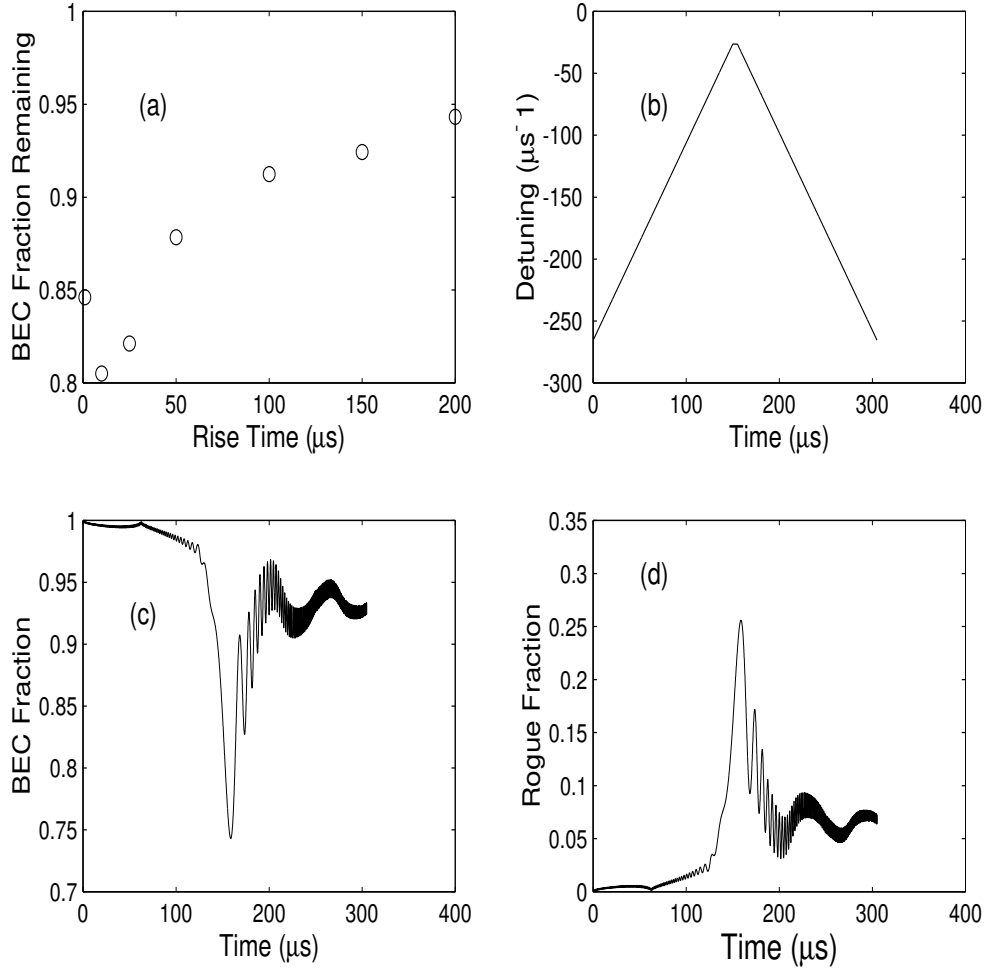 1
0.95
0.9
0.85
0.8
BEC Fraction Remaining
(a)
0 50 100 150 200
Rise Time (μs)
0
-50
-100
-150
-200
-250
-300
Detuning (μs⁻1)
(b)
0 100 200 300 400
Time (μs)
1
0.95
0.9
0.85
0.8
0.75
0.7
BEC Fraction
(c)
0 100 200 300 400
Time (μs)
0.35
0.3
0.25
0.2
0.15
0.1
0.05
0
Rogue Fraction
(d)
0 100 200 300 400
Time (μs)